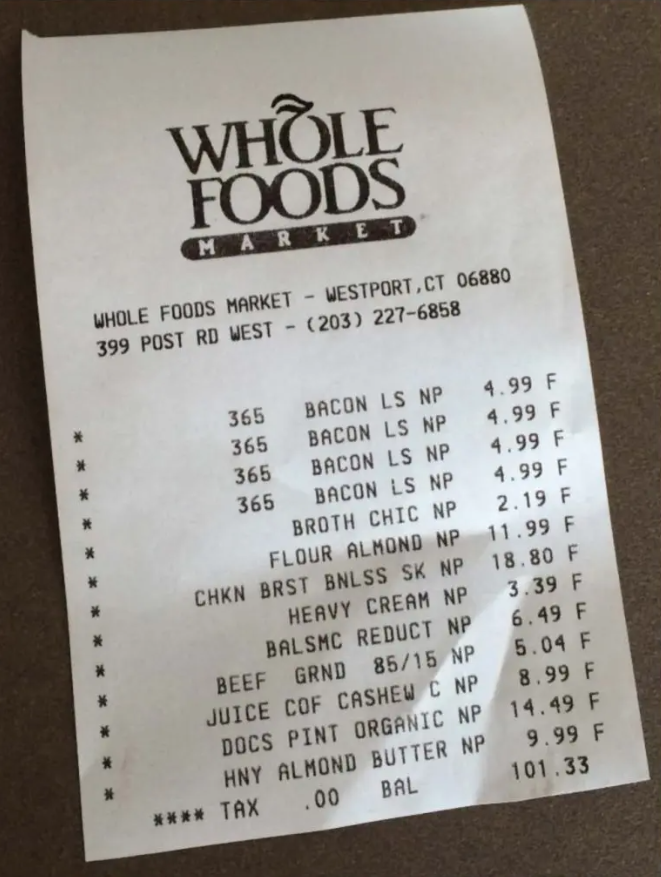 WHOLE
FOODS
MARKET
WHOLE FOODS MARKET - WESTPORT,CT 06880
399 POST RD WEST - (203) 227-6858
365 BACON LS NP 4.99 F
* 365 BACON LS NP 4.99 F
* 365 BACON LS NP 4.99 F
* 365 BACON LS NP 4.99 F
* BROTH CHIC NP 2.19 F
* FLOUR ALMOND NP 11.99 F
* CHKN BRST BNLSS SK NP 18.80 F
* HEAVY CREAM NP 3.39 F
* BALSMC REDUCT NP 6.49 F
* BEEF GRND 85/15 NP 5.04 F
* JUICE COF CASHEW C NP 8.99 F
* DOCS PINT ORGANIC NP 14.49 F
* HNY ALMOND BUTTER NP 9.99 F
* **** TAX .00 BAL 101.33